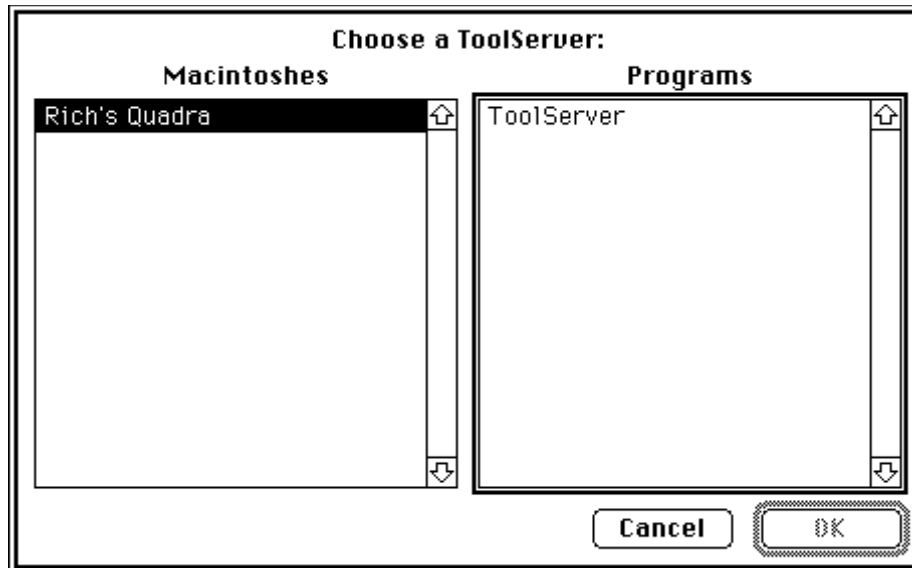 Choose a ToolServer:
Macintoshes
Programs
Rich's Quadra
ToolServer
Cancel
OK